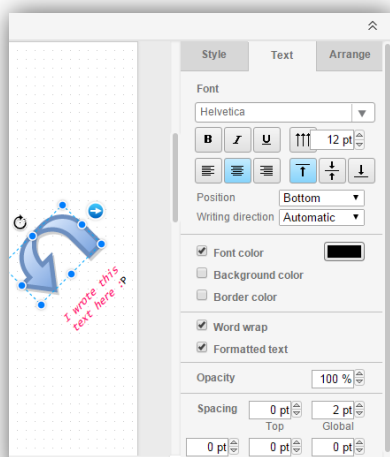 Style Text Arrange
Font
Helvetica
B I U 12 pt
Position Bottom
Writing direction Automatic
Font color
Background color
Border color
Word wrap
Formatted text
Opacity 100 %
Spacing 0 pt 2 pt
Top Global
0 pt 0 pt 0 pt
I wrote this
text here :P